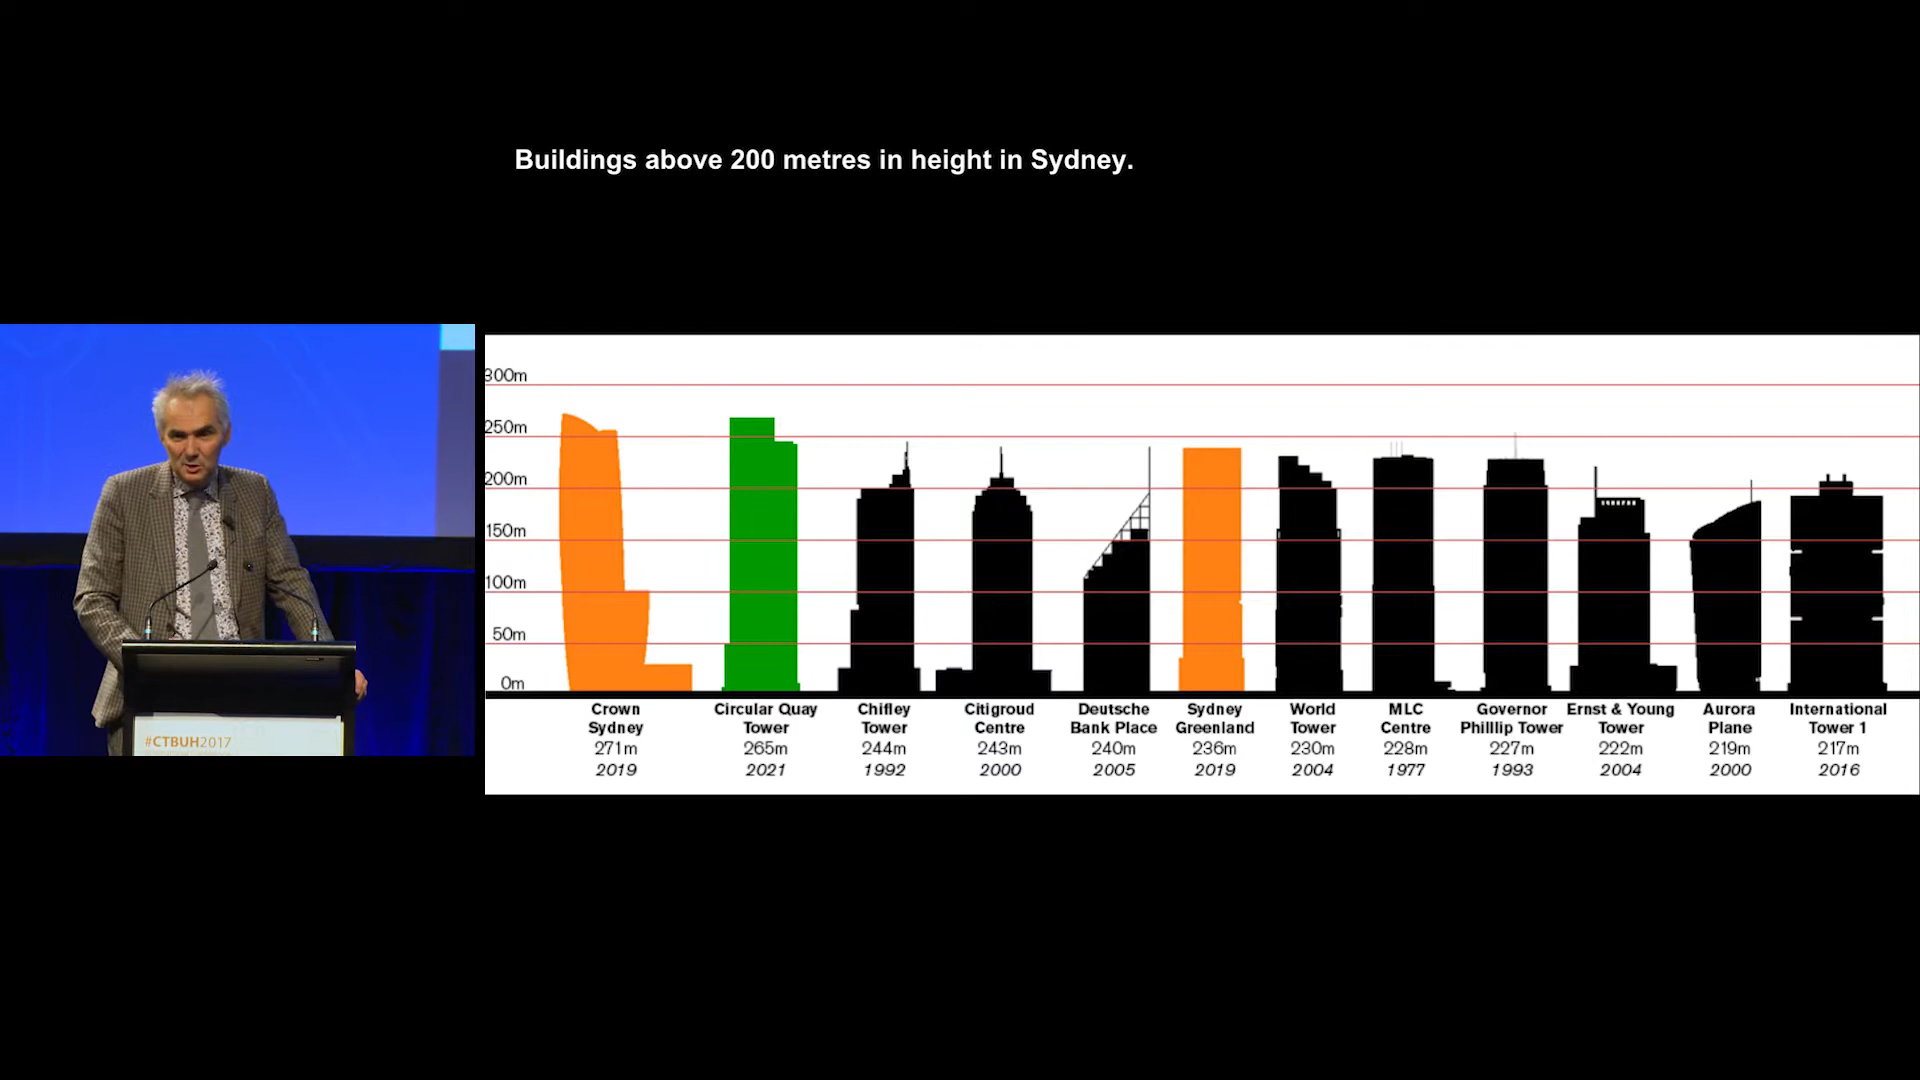 Buildings above 200 metres in height in Sydney.
300m
250m
200m
150m
100m
50m
0m
Crown Sydney
271m
2019
Circular Quay Tower
265m
2021
Chifley Tower
244m
1992
Citigroud Centre
243m
2000
Deutsche Bank Place
240m
2005
Sydney Greenland
236m
2019
World Tower
230m
2004
MLC Centre
228m
1977
Governor Philllip Tower
227m
1993
Ernst & Young Tower
222m
2004
Aurora Plane
219m
2000
International Tower 1
217m
2016
#CTBUH2017